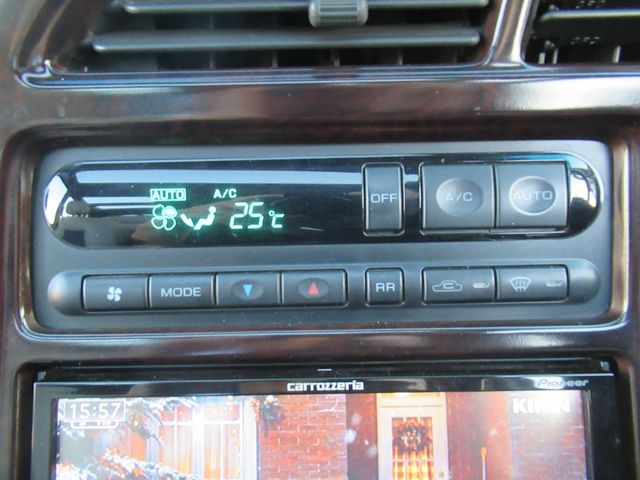 AUTO A/C
25℃
OFF A/C AUTO
MODE RR
carrozzeria Pioneer
15:57
KIRIN